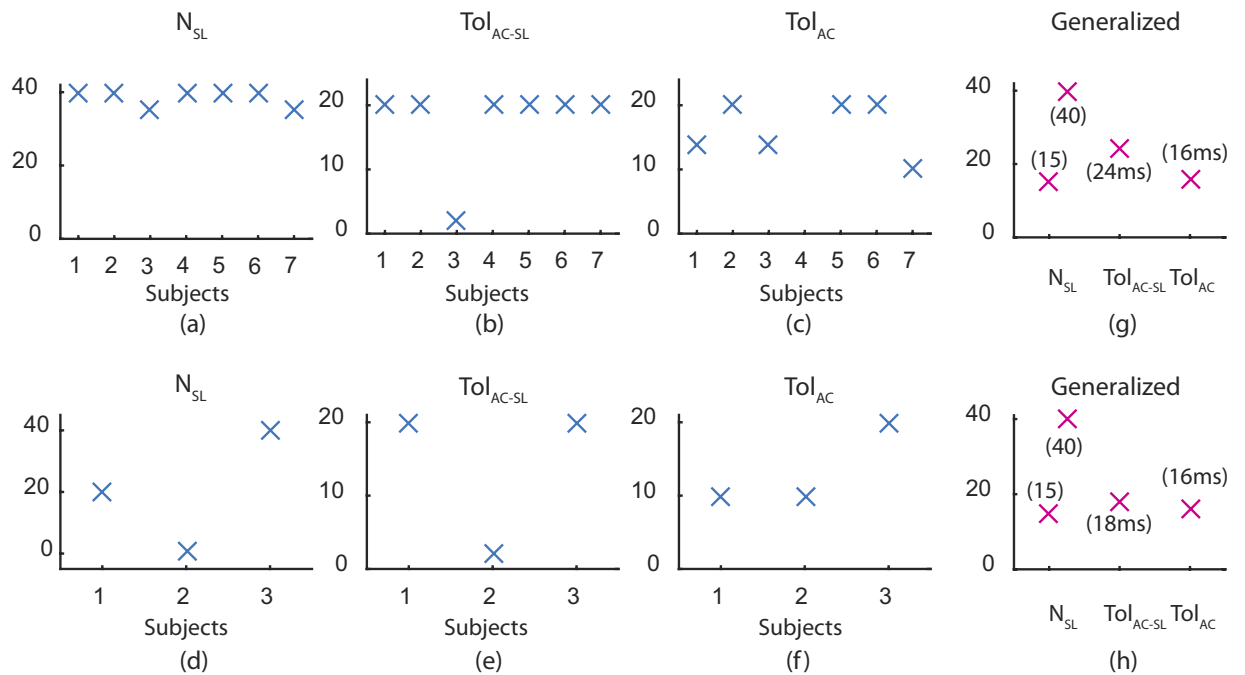 N_SL
40
20
0
1 2 3 4 5 6 7
Subjects
(a)
Tol_AC-SL
20
10
0
1 2 3 4 5 6 7
Subjects
(b)
Tol_AC
20
10
0
1 2 3 5 6 7
Subjects
(c)
Generalized
40
20
0
(40)
(15)
(24ms)
(16ms)
N_SL Tol_AC-SL Tol_AC
(g)
N_SL
40
20
0
1 2 3
Subjects
(d)
Tol_AC-SL
20
10
0
1 2 3
Subjects
(e)
Tol_AC
20
10
0
1 2 3
Subjects
(f)
Generalized
40
20
0
(40)
(15)
(18ms)
(16ms)
N_SL Tol_AC-SL Tol_AC
(h)